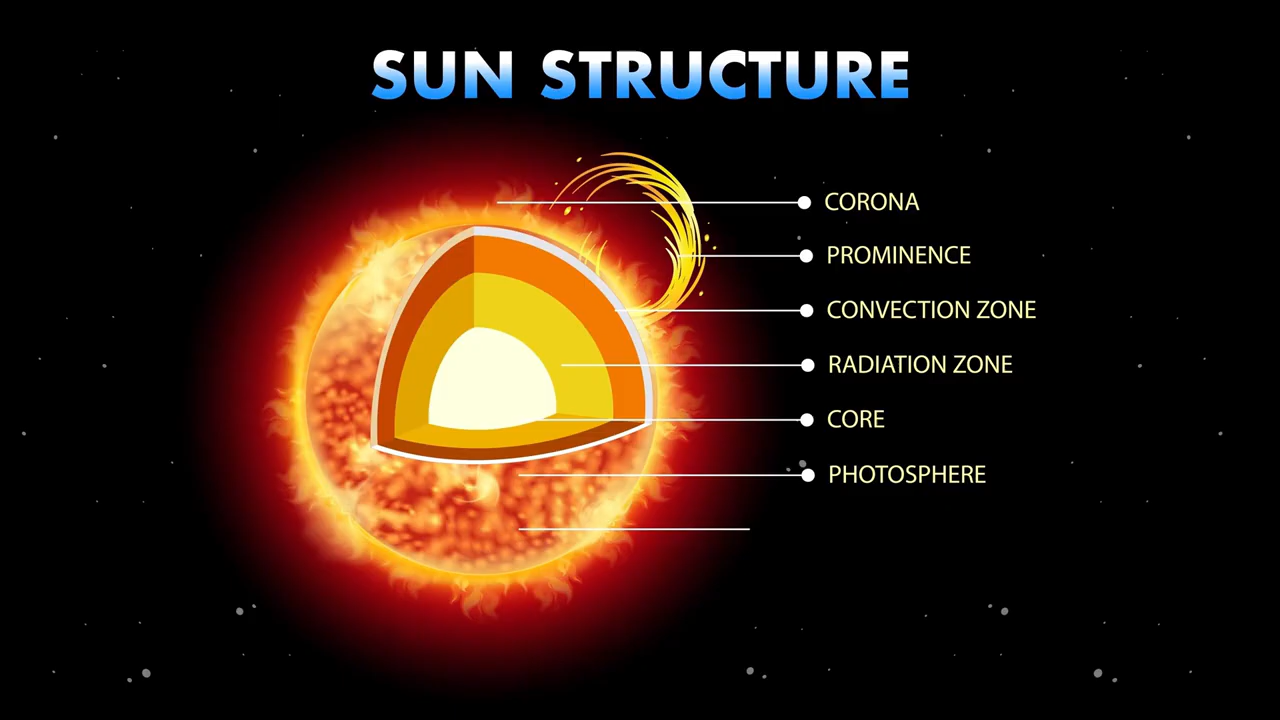 SUN STRUCTURE
CORONA
PROMINENCE
CONVECTION ZONE
RADIATION ZONE
CORE
PHOTOSPHERE